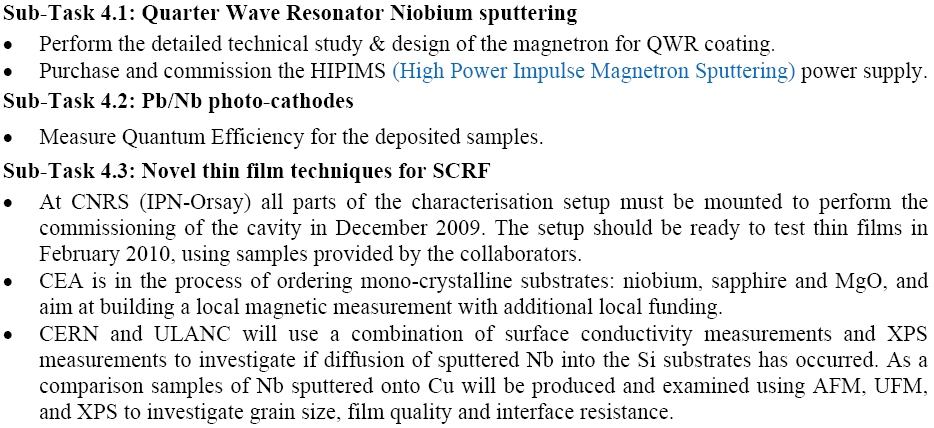 Sub-Task 4.1: Quarter Wave Resonator Niobium sputtering
• Perform the detailed technical study & design of the magnetron for QWR coating.
• Purchase and commission the HIPIMS (High Power Impulse Magnetron Sputtering) power supply.
Sub-Task 4.2: Pb/Nb photo-cathodes
• Measure Quantum Efficiency for the deposited samples.
Sub-Task 4.3: Novel thin film techniques for SCRF
• At CNRS (IPN-Orsay) all parts of the characterisation setup must be mounted to perform the
commissioning of the cavity in December 2009. The setup should be ready to test thin films in
February 2010, using samples provided by the collaborators.
• CEA is in the process of ordering mono-crystalline substrates: niobium, sapphire and MgO, and
aim at building a local magnetic measurement with additional local funding.
• CERN and ULANC will use a combination of surface conductivity measurements and XPS
measurements to investigate if diffusion of sputtered Nb into the Si substrates has occurred. As a
comparison samples of Nb sputtered onto Cu will be produced and examined using AFM, UFM,
and XPS to investigate grain size, film quality and interface resistance.